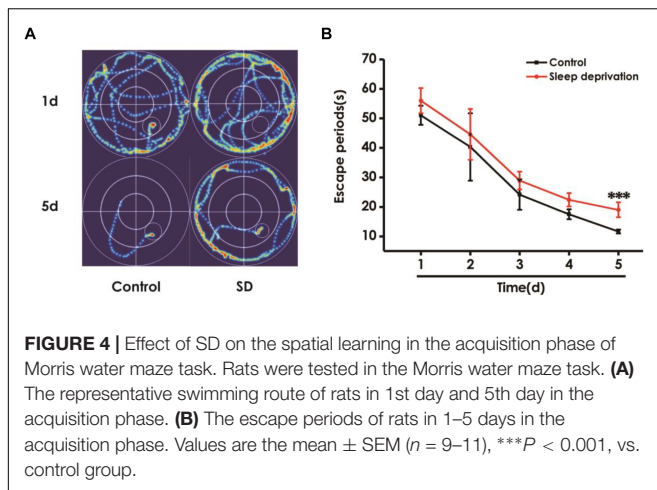 A
B
1d
5d
Control
SD
Control
Sleep deprivation
Escape periods(s)
70
60
50
40
30
20
10
***
1 2 3 4 5
Time(d)
FIGURE 4 | Effect of SD on the spatial learning in the acquisition phase of
Morris water maze task. Rats were tested in the Morris water maze task. (A)
The representative swimming route of rats in 1st day and 5th day in the
acquisition phase. (B) The escape periods of rats in 1–5 days in the
acquisition phase. Values are the mean ± SEM (n = 9–11), ***P < 0.001, vs.
control group.